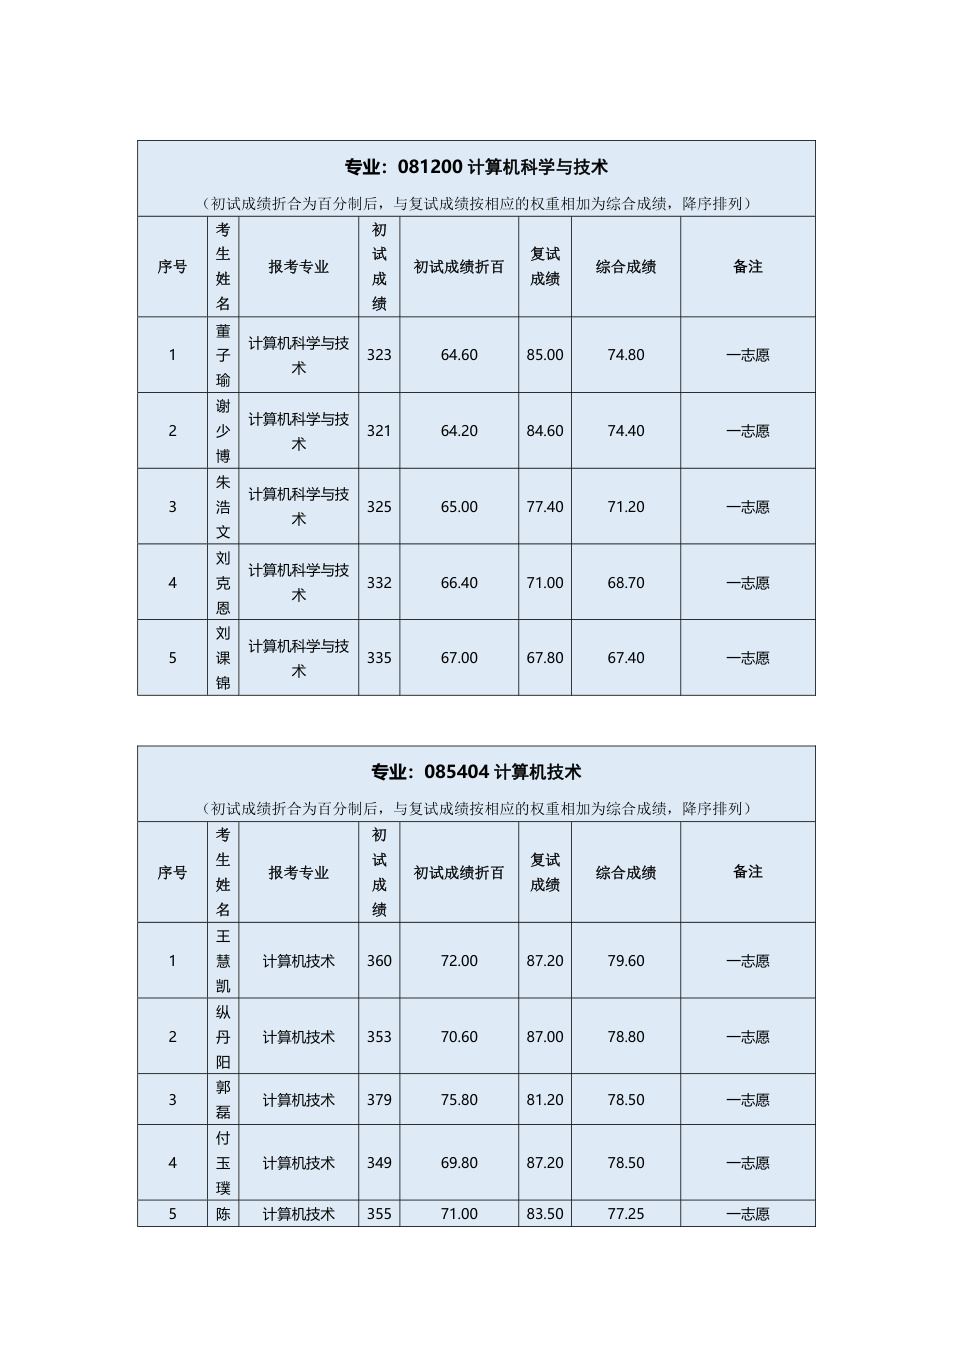 专业：081200 计算机科学与技术
（初试成绩折合为百分制后，与复试成绩按相应的权重相加为综合成绩，降序排列）
序号 考生姓名 报考专业 初试成绩 初试成绩折百 复试成绩 综合成绩 备注
1 董子瑜 计算机科学与技术 323 64.60 85.00 74.80 一志愿
2 谢少博 计算机科学与技术 321 64.20 84.60 74.40 一志愿
3 朱浩文 计算机科学与技术 325 65.00 77.40 71.20 一志愿
4 刘克恩 计算机科学与技术 332 66.40 71.00 68.70 一志愿
5 刘课锦 计算机科学与技术 335 67.00 67.80 67.40 一志愿
专业：085404 计算机技术
（初试成绩折合为百分制后，与复试成绩按相应的权重相加为综合成绩，降序排列）
序号 考生姓名 报考专业 初试成绩 初试成绩折百 复试成绩 综合成绩 备注
1 王慧凯 计算机技术 360 72.00 87.20 79.60 一志愿
2 纵丹阳 计算机技术 353 70.60 87.00 78.80 一志愿
3 郭磊 计算机技术 379 75.80 81.20 78.50 一志愿
4 付玉璞 计算机技术 349 69.80 87.20 78.50 一志愿
5 陈 计算机技术 355 71.00 83.50 77.25 一志愿